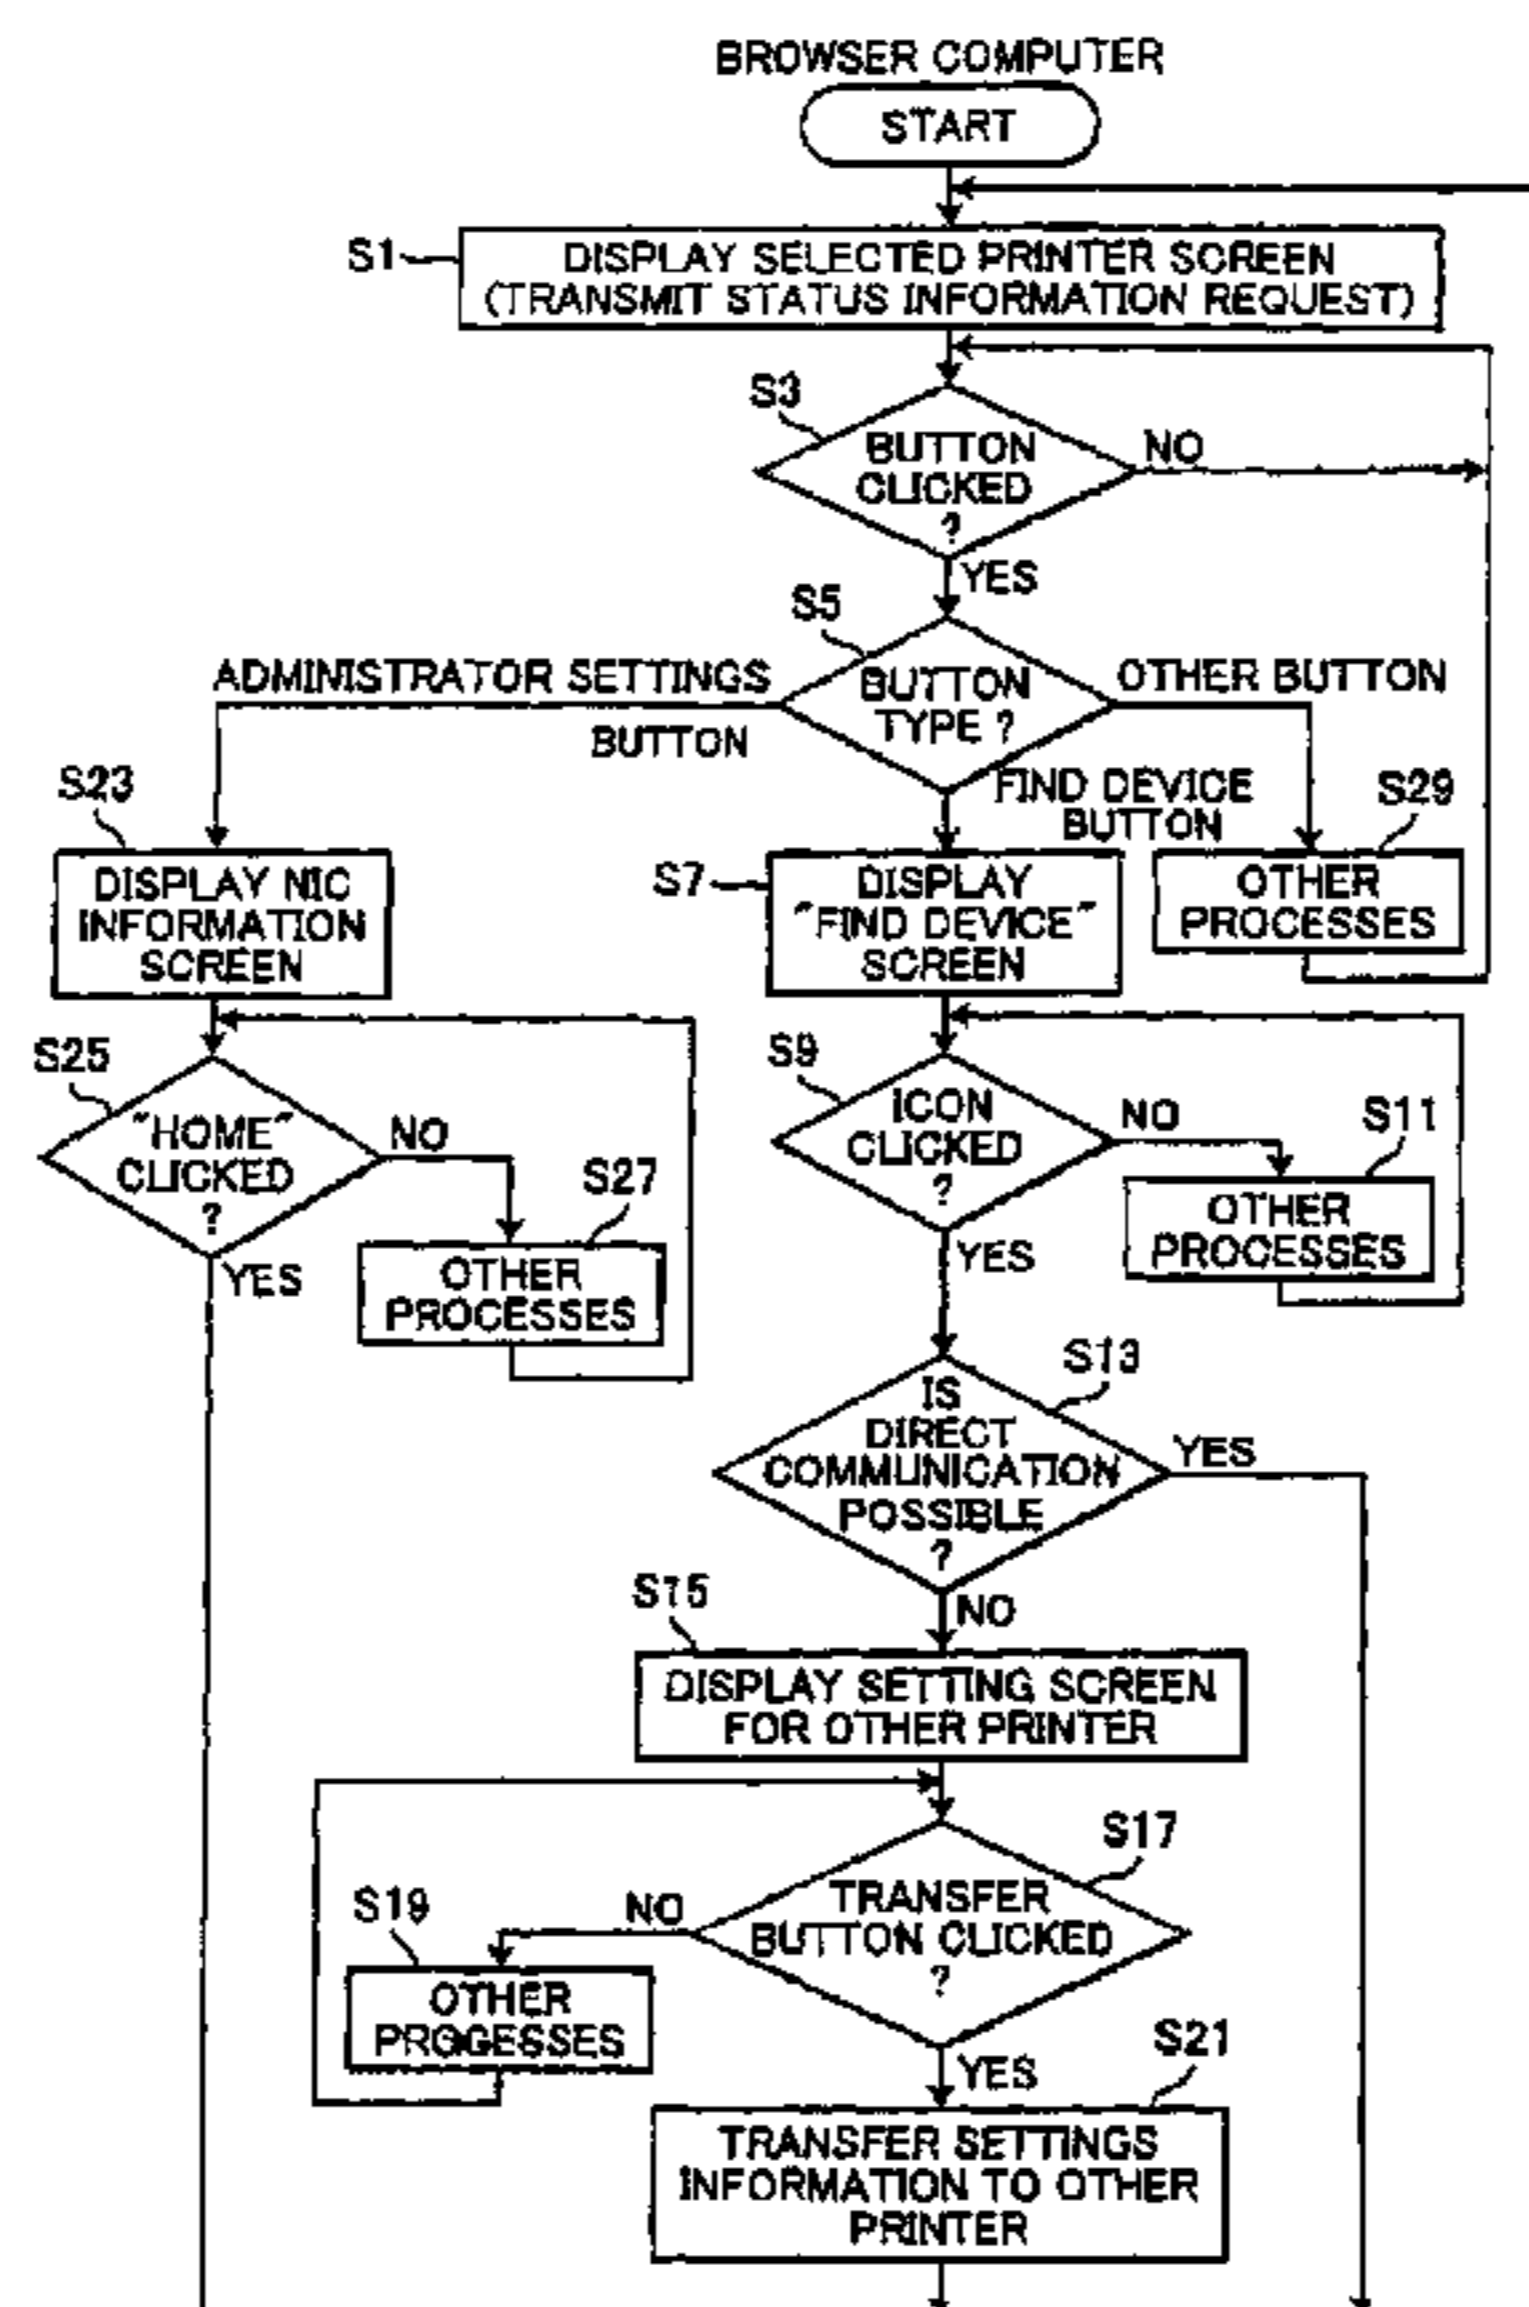 BROWSER COMPUTER
START
S1
DISPLAY SELECTED PRINTER SCREEN
(TRANSMIT STATUS INFORMATION REQUEST)
S3
BUTTON
CLICKED
?
NO
YES
S5
BUTTON
TYPE ?
ADMINISTRATOR SETTINGS
BUTTON
OTHER BUTTON
FIND DEVICE
BUTTON
S23
DISPLAY NIC
INFORMATION
SCREEN
S7
DISPLAY
"FIND DEVICE"
SCREEN
S29
OTHER
PROCESSES
S25
"HOME"
CLICKED
?
NO
YES
S27
OTHER
PROCESSES
S9
ICON
CLICKED
?
NO
YES
S11
OTHER
PROCESSES
S13
IS
DIRECT
COMMUNICATION
POSSIBLE
?
YES
NO
S15
DISPLAY SETTING SCREEN
FOR OTHER PRINTER
S17
TRANSFER
BUTTON CLICKED
?
NO
YES
S19
OTHER
PROGESSES
S21
TRANSFER SETTINGS
INFORMATION TO OTHER
PRINTER